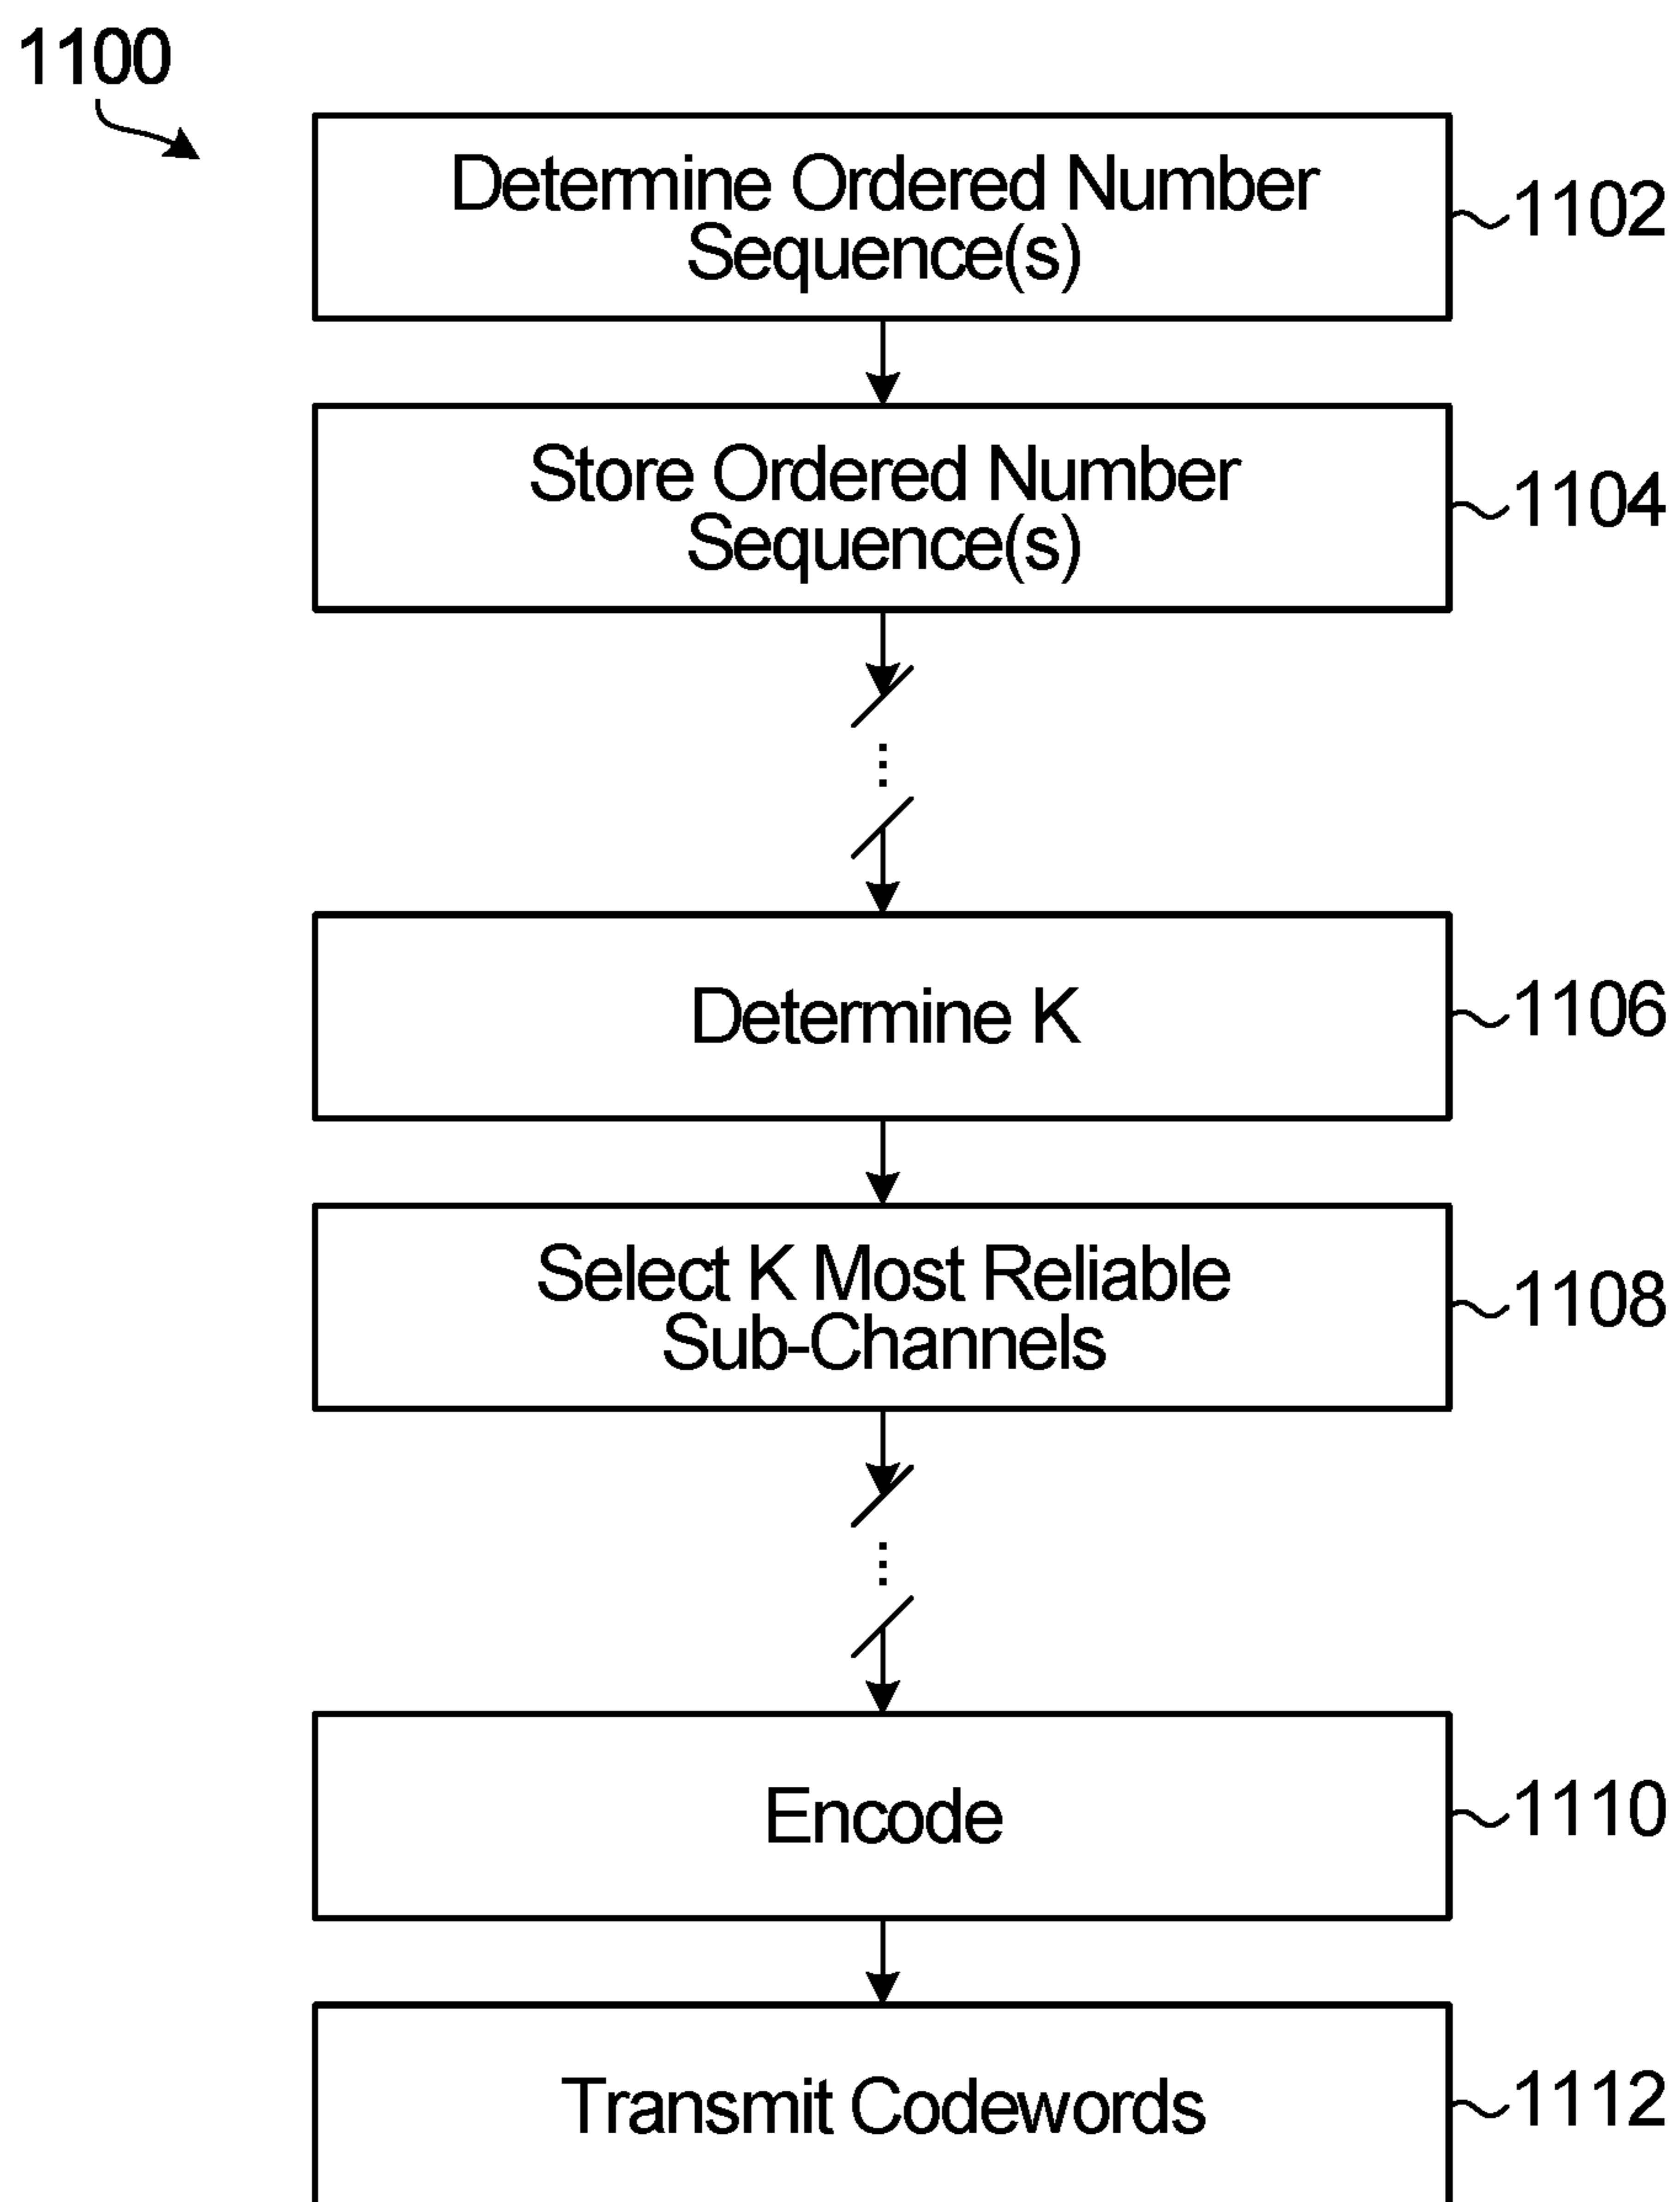 1100
Determine Ordered Number
Sequence(s)
1102
Store Ordered Number
Sequence(s)
1104
Determine K
1106
Select K Most Reliable
Sub-Channels
1108
Encode
1110
Transmit Codewords
1112